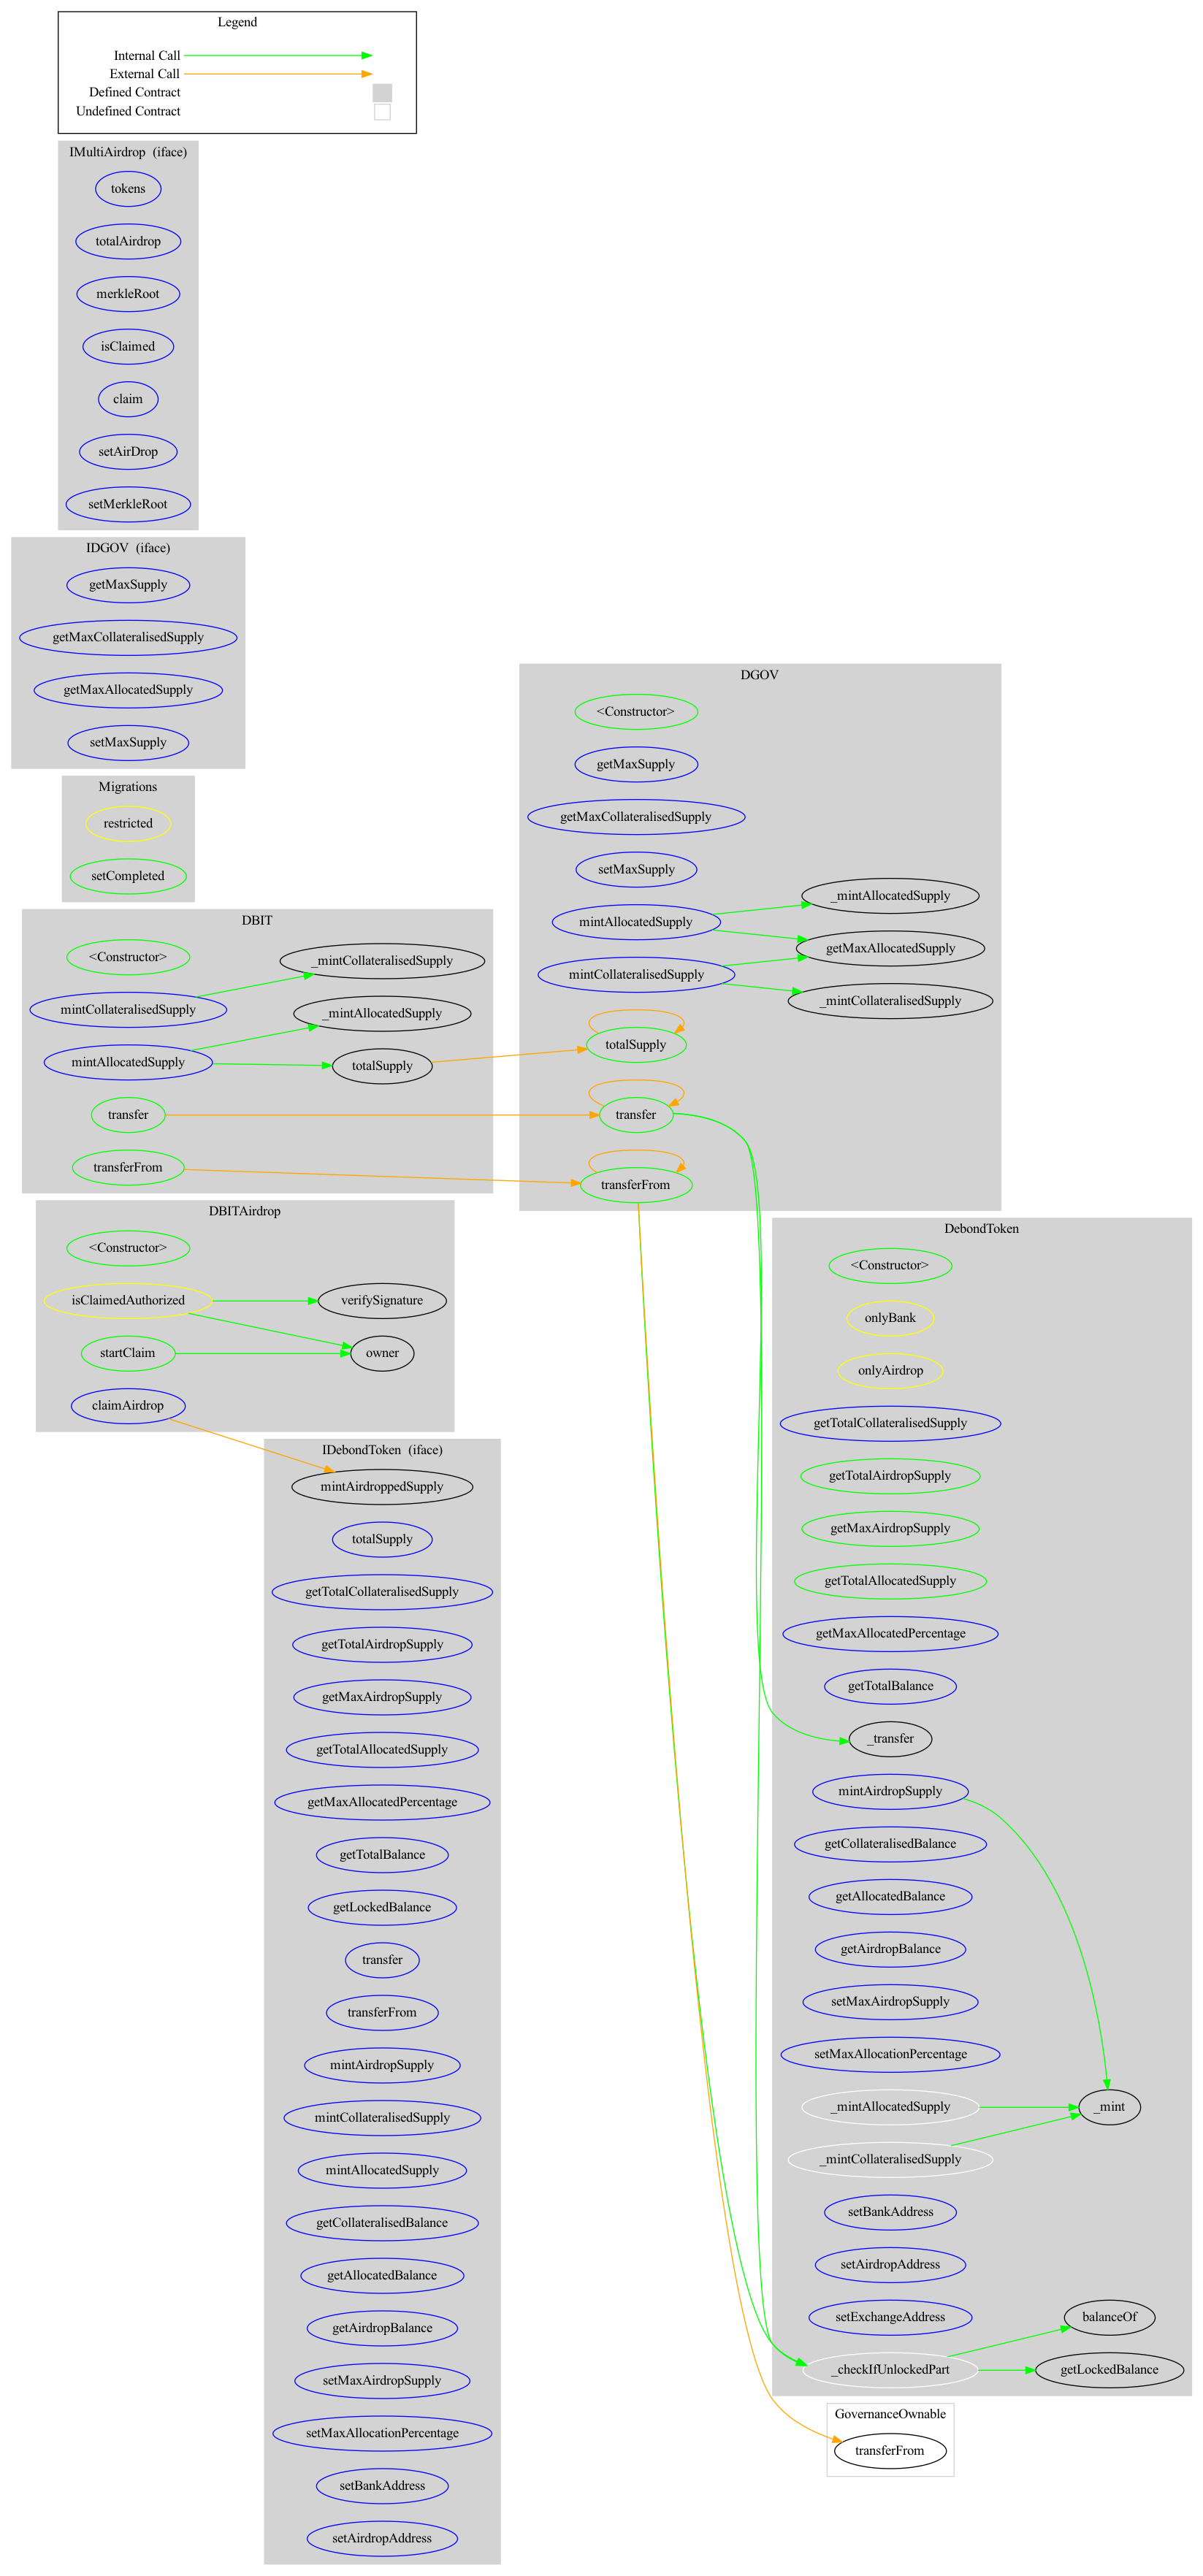 Legend
Internal Call
External Call
Defined Contract
Undefined Contract
IMultiAirdrop (iface)
tokens
totalAirdrop
merkleRoot
isClaimed
claim
setAirDrop
setMerkleRoot
IDGOV (iface)
getMaxSupply
getMaxCollateralisedSupply
getMaxAllocatedSupply
setMaxSupply
Migrations
restricted
setCompleted
DBIT
<Constructor>
_mintCollateralisedSupply
mintCollateralisedSupply
_mintAllocatedSupply
mintAllocatedSupply
totalSupply
transfer
transferFrom
DBITAirdrop
<Constructor>
isClaimedAuthorized
verifySignature
startClaim
owner
claimAirdrop
IDebondToken (iface)
mintAirdroppedSupply
totalSupply
getTotalCollateralisedSupply
getTotalAirdropSupply
getMaxAirdropSupply
getTotalAllocatedSupply
getMaxAllocatedPercentage
getTotalBalance
getLockedBalance
transfer
transferFrom
mintAirdropSupply
mintCollateralisedSupply
mintAllocatedSupply
getCollateralisedBalance
getAllocatedBalance
getAirdropBalance
setMaxAirdropSupply
setMaxAllocationPercentage
setBankAddress
setAirdropAddress
DGOV
<Constructor>
getMaxSupply
getMaxCollateralisedSupply
setMaxSupply
_mintAllocatedSupply
mintAllocatedSupply
getMaxAllocatedSupply
mintCollateralisedSupply
_mintCollateralisedSupply
totalSupply
transfer
transferFrom
DebondToken
<Constructor>
onlyBank
onlyAirdrop
getTotalCollateralisedSupply
getTotalAirdropSupply
getMaxAirdropSupply
getTotalAllocatedSupply
getMaxAllocatedPercentage
getTotalBalance
_transfer
mintAirdropSupply
getCollateralisedBalance
getAllocatedBalance
getAirdropBalance
setMaxAirdropSupply
setMaxAllocationPercentage
_mintAllocatedSupply
_mint
_mintCollateralisedSupply
setBankAddress
setAirdropAddress
setExchangeAddress
balanceOf
_checkIfUnlockedPart
getLockedBalance
GovernanceOwnable
transferFrom